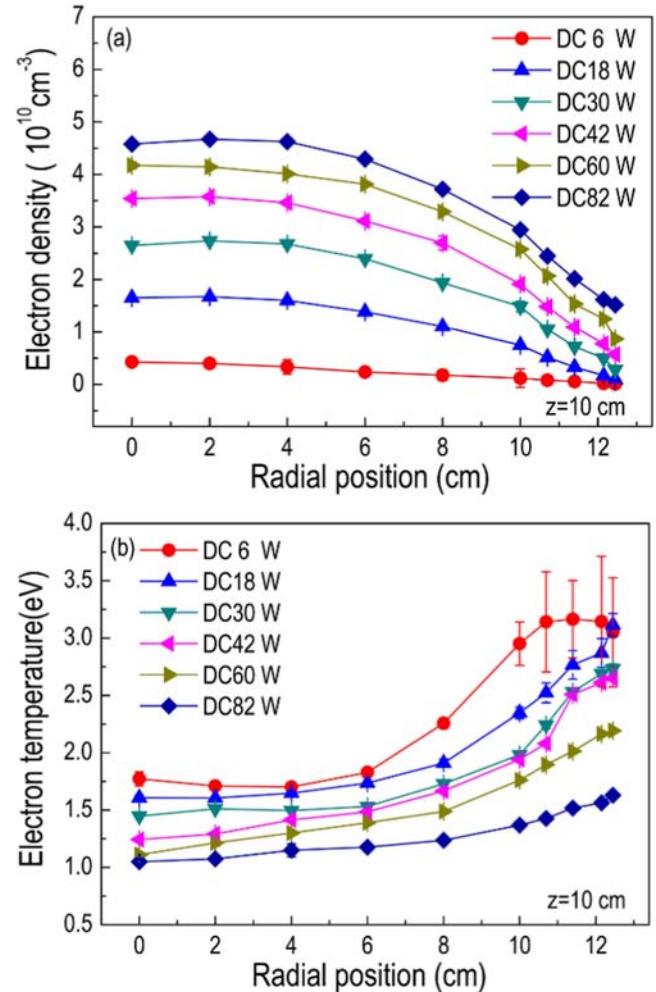 (a)
DC 6 W
DC18 W
DC30 W
DC42 W
DC60 W
DC82 W
Electron density ( 10¹⁰cm⁻³)
7
6
5
4
3
2
1
0
z=10 cm
0 2 4 6 8 10 12
Radial position (cm)
(b)
DC 6 W
DC18 W
DC30 W
DC42 W
DC60 W
DC82 W
Electron temperature(eV)
4.0
3.5
3.0
2.5
2.0
1.5
1.0
0.5
z=10 cm
0 2 4 6 8 10 12
Radial position (cm)